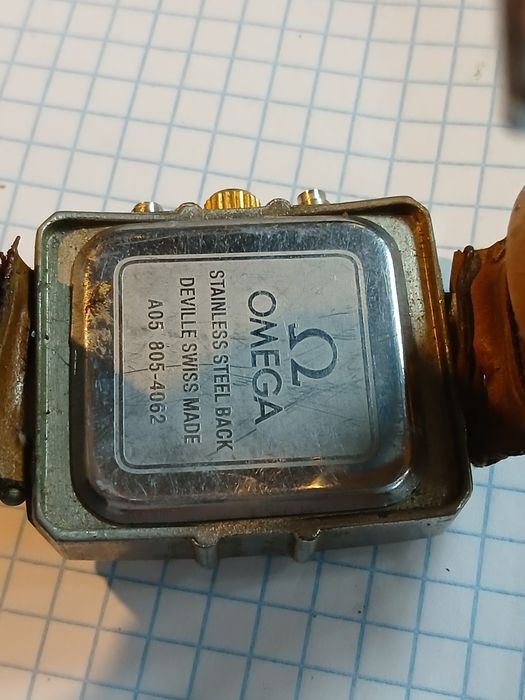 Ω
OMEGA
STAINLESS STEEL BACK
DEVILLE SWISS MADE
A05 805-4062